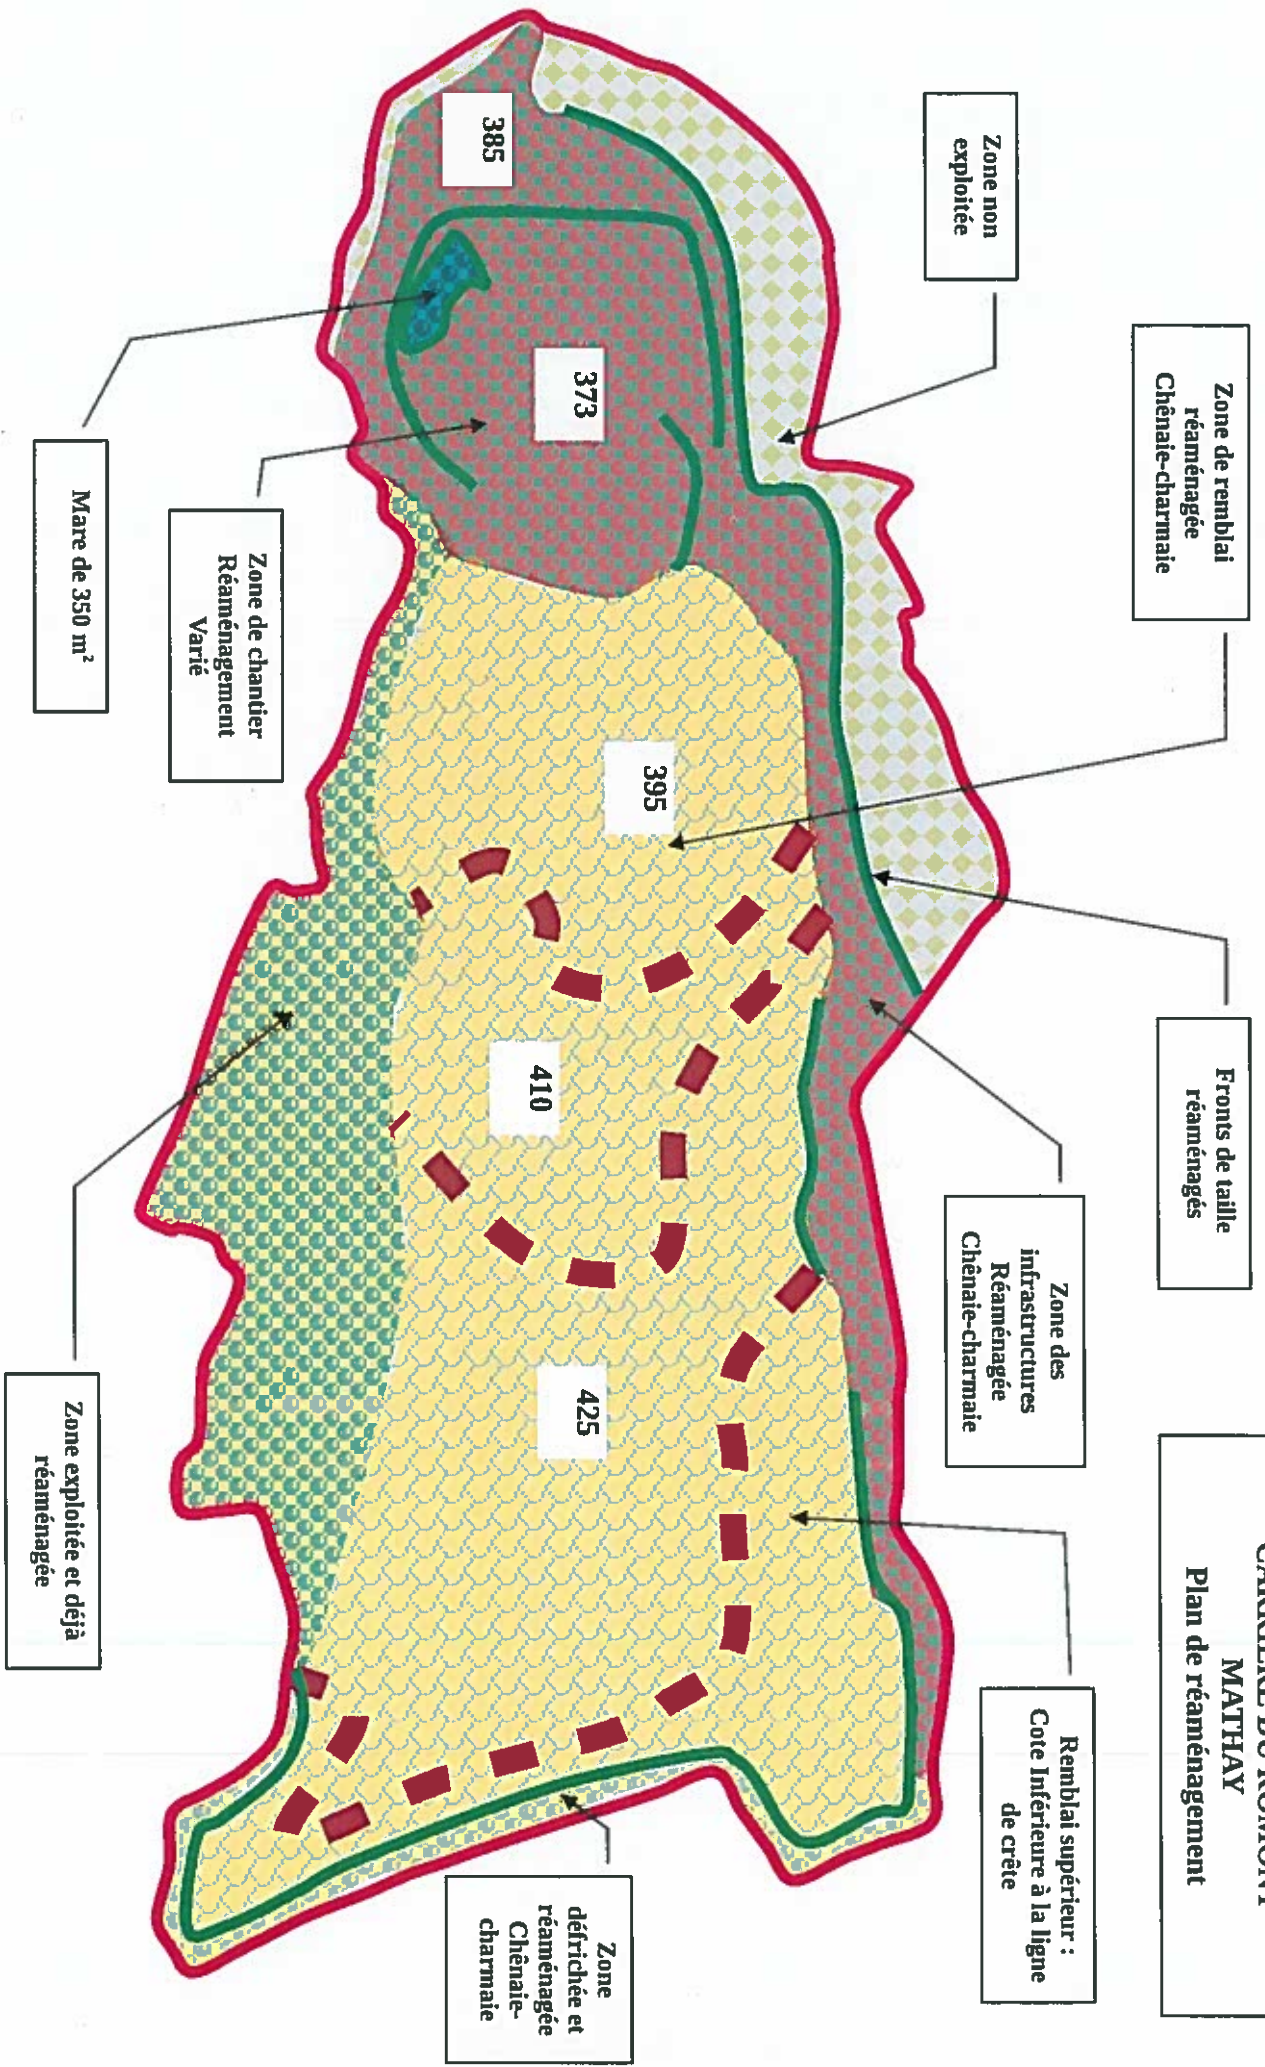 CARRIERE DU ROMONT
MATHAY
Plan de réaménagement
Zone de remblai
réaménagée
Chênaie-charmaie
Fronts de taille
réaménagés
Zone non
exploitée
Zone des
infrastructures
Réaménagée
Chênaie-charmaie
Remblai supérieur :
Cote Inférieure à la ligne
de crête
385
373
395
410
425
Zone
défrichée et
réaménagée
Chênaie-
charmaie
Zone de chantier
Réaménagement
Varié
Mare de 350 m²
Zone exploitée et déjà
réaménagée